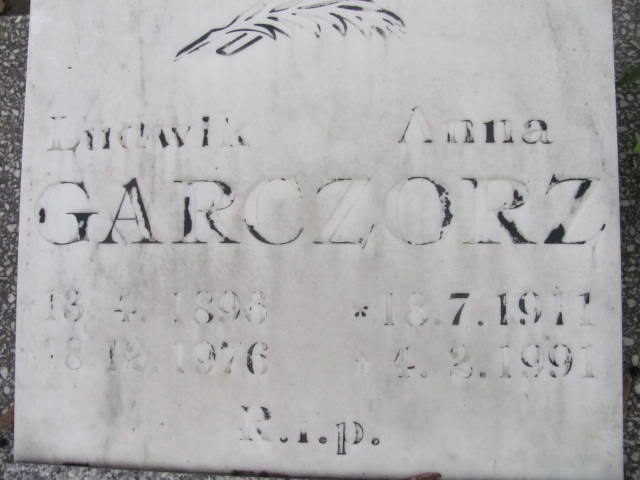 Ludwik Anna
GARCZORZ
18. 4. 1896 * 18.7.1911
18 12. 1976 4. 2. 1991
R.i.p.